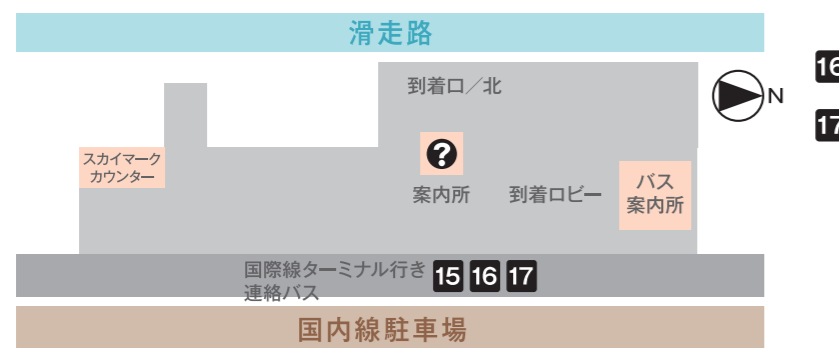 滑走路
到着口／北
N
16
17
?
スカイマーク
カウンター
案内所
到着ロビー
バス
案内所
国際線ターミナル行き 15 16 17
連絡バス
国内線駐車場